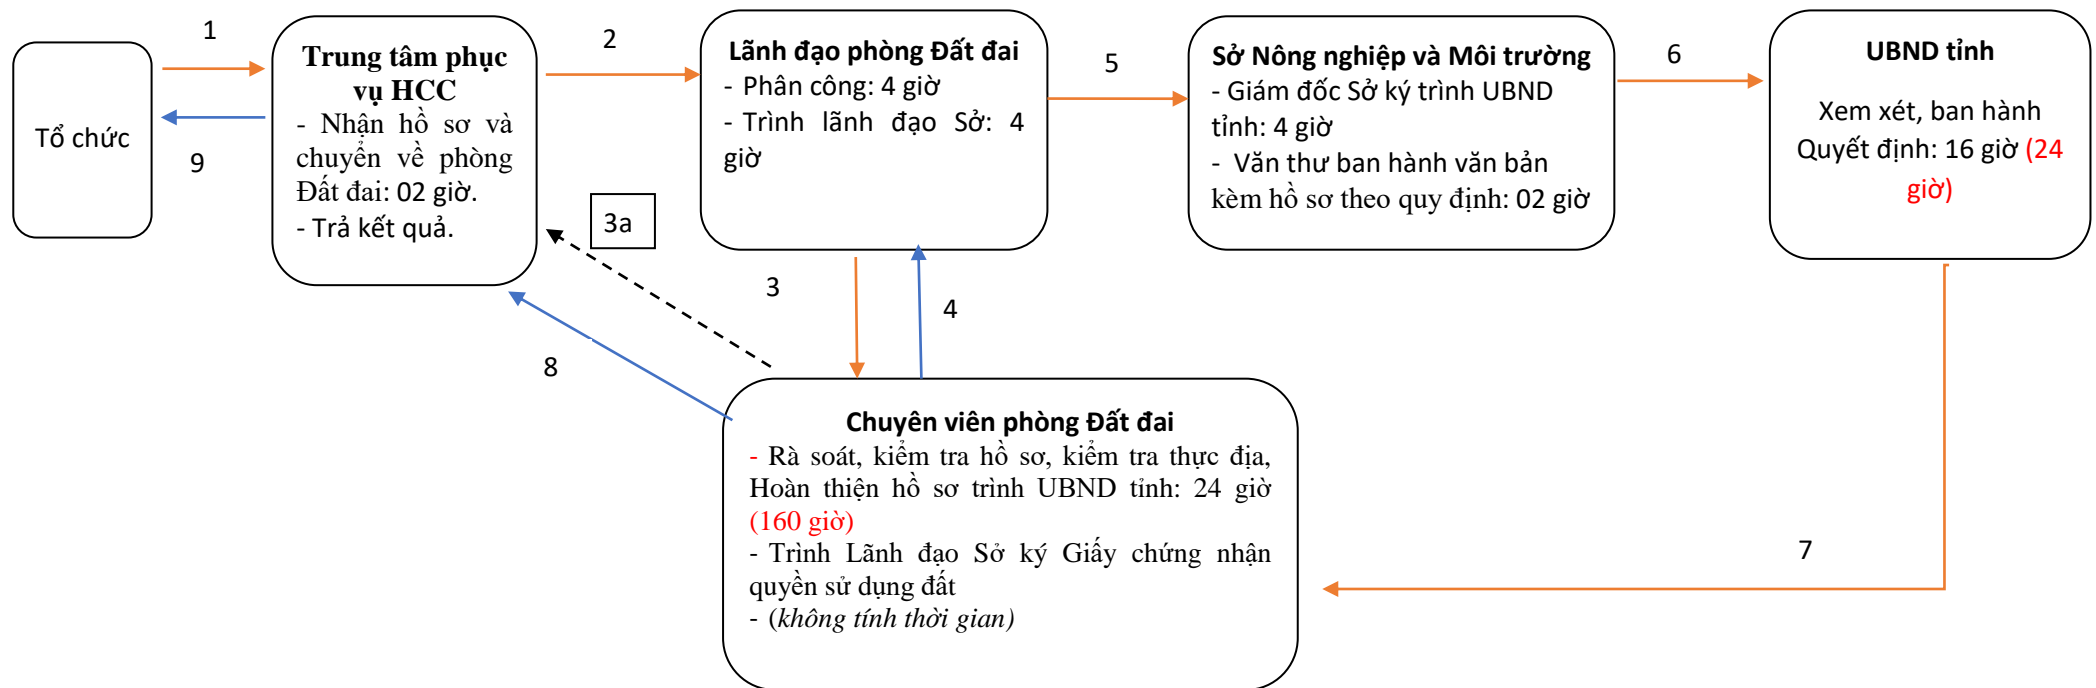 1
Tổ chức
9
Trung tâm phục
vụ HCC
- Nhận hồ sơ và
chuyển về phòng
Đất đai: 02 giờ.
- Trả kết quả.
2
Lãnh đạo phòng Đất đai
- Phân công: 4 giờ
- Trình lãnh đạo Sở: 4
giờ
5
Sở Nông nghiệp và Môi trường
- Giám đốc Sở ký trình UBND
tỉnh: 4 giờ
- Văn thư ban hành văn bản
kèm hồ sơ theo quy định: 02 giờ
6
UBND tỉnh
Xem xét, ban hành
Quyết định: 16 giờ (24
giờ)
3a
3
4
8
Chuyên viên phòng Đất đai
- Rà soát, kiểm tra hồ sơ, kiểm tra thực địa,
Hoàn thiện hồ sơ trình UBND tỉnh: 24 giờ
(160 giờ)
- Trình Lãnh đạo Sở ký Giấy chứng nhận
quyền sử dụng đất
- (không tính thời gian)
7